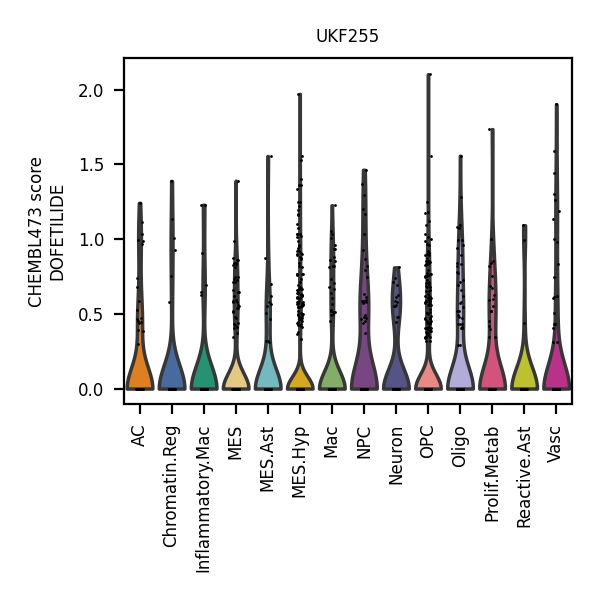 UKF255
CHEMBL473 score
DOFETILIDE
2.0
1.5
1.0
0.5
0.0
AC
Chromatin.Reg
Inflammatory.Mac
MES
MES.Ast
MES.Hyp
Mac
NPC
Neuron
OPC
Oligo
Prolif.Metab
Reactive.Ast
Vasc